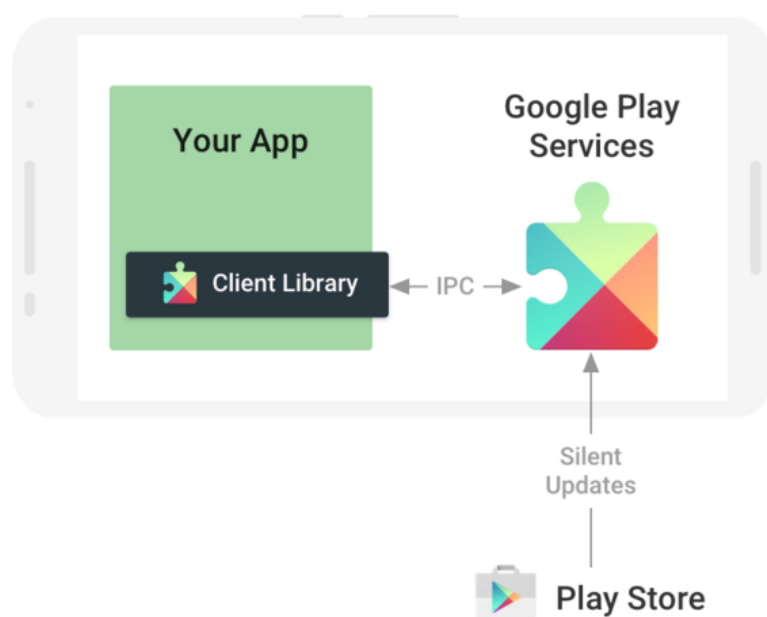 Your App
Google Play
Services
Client Library
IPC
Silent
Updates
Play Store